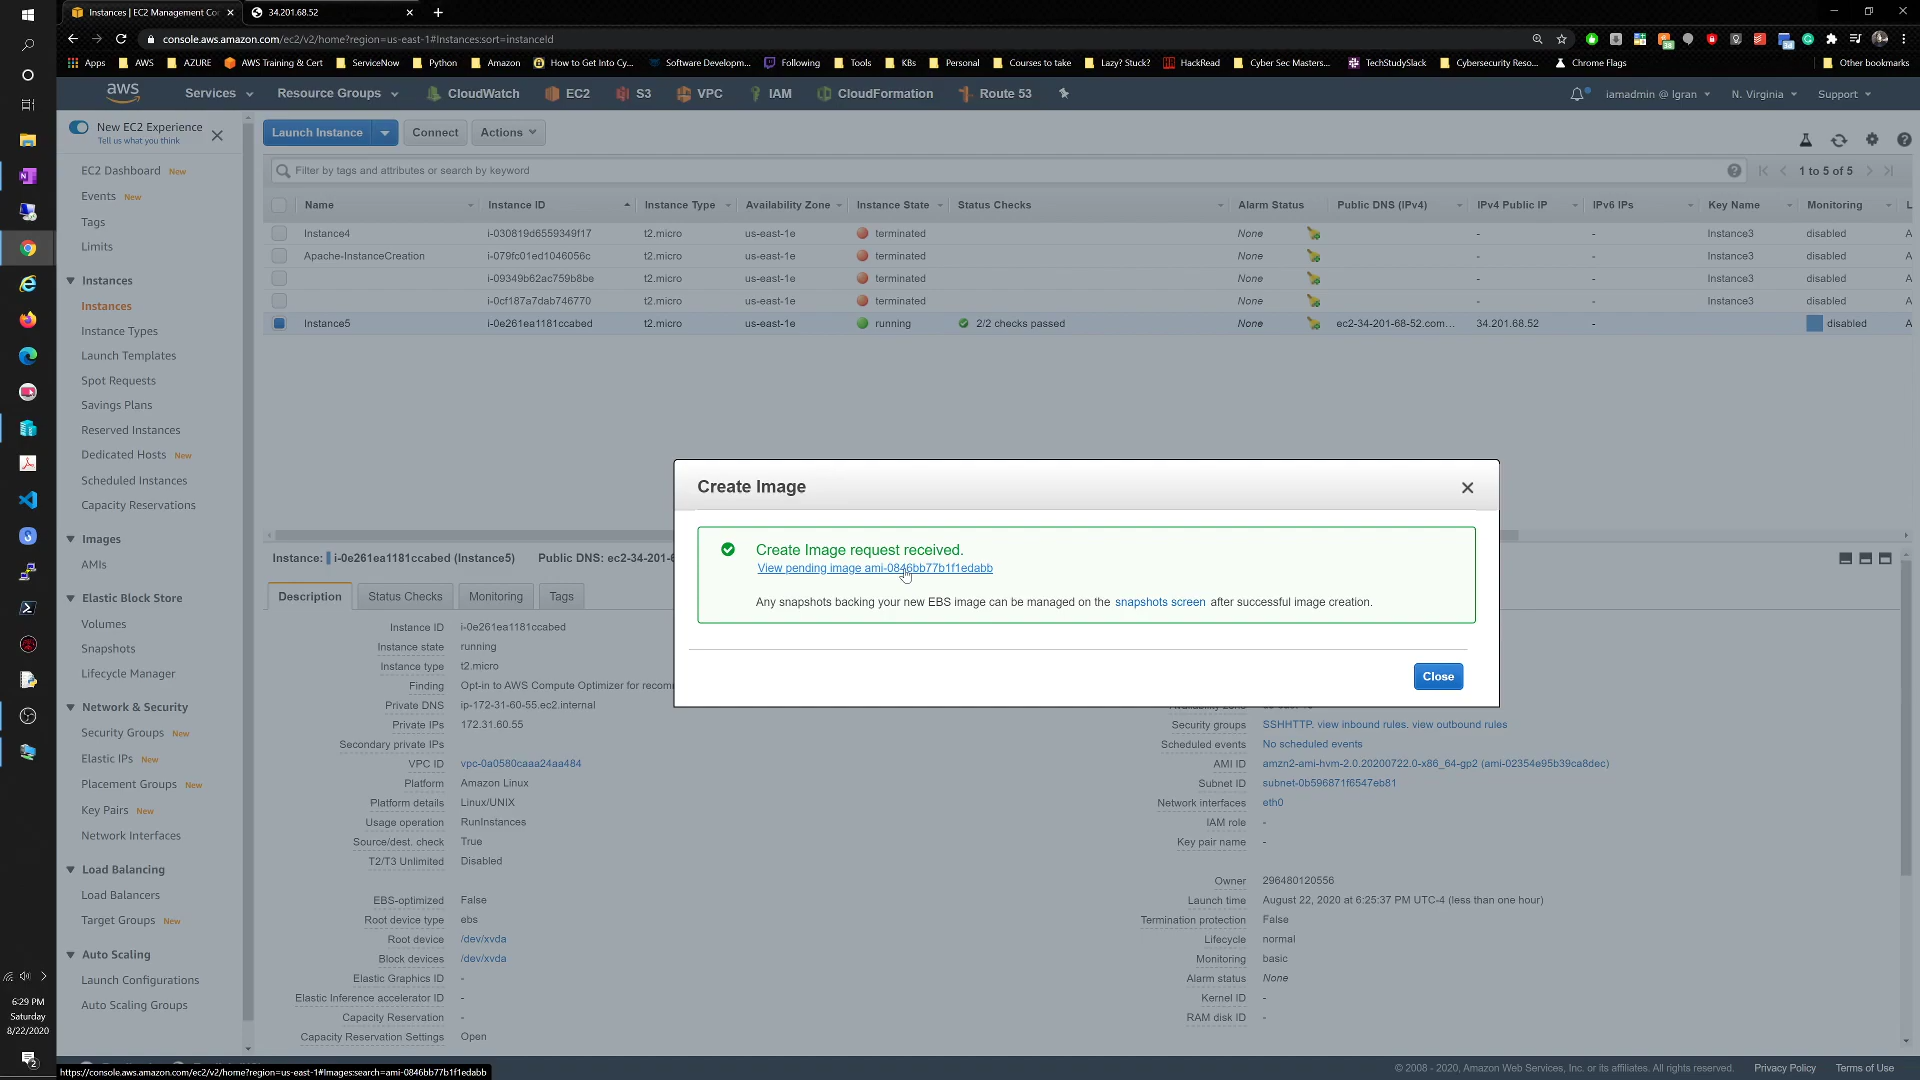 Instances | EC2 Management Co
34.201.68.52
console.aws.amazon.com/ec2/v2/home?region=us-east-1#Instances:sort=instanceId
Apps
AWS
AZURE
AWS Training & Cert
ServiceNow
Python
Amazon
How to Get Into Cy...
Software Developm...
Following
Tools
KBs
Personal
Courses to take
Lazy? Stuck?
HackRead
Cyber Sec Masters...
TechStudySlack
Cybersecurity Reso...
Chrome Flags
Other bookmarks
aws
Services
Resource Groups
CloudWatch
EC2
S3
VPC
IAM
CloudFormation
Route 53
iamadmin @ lgran
N. Virginia
Support
New EC2 Experience
Tell us what you think
Launch Instance
Connect
Actions
EC2 Dashboard New
Events New
Tags
Limits
Instances
Instances
Instance Types
Launch Templates
Spot Requests
Savings Plans
Reserved Instances
Dedicated Hosts New
Scheduled Instances
Capacity Reservations
Images
AMIs
Elastic Block Store
Volumes
Snapshots
Lifecycle Manager
Network & Security
Security Groups New
Elastic IPs New
Placement Groups New
Key Pairs New
Network Interfaces
Load Balancing
Load Balancers
Target Groups New
Auto Scaling
Launch Configurations
Auto Scaling Groups
Filter by tags and attributes or search by keyword
1 to 5 of 5
Name Instance ID Instance Type Availability Zone Instance State Status Checks Alarm Status Public DNS (IPv4) IPv4 Public IP IPv6 IPs Key Name Monitoring L
Instance4 i-030819d6559349f17 t2.micro us-east-1e terminated None - - Instance3 disabled A
Apache-InstanceCreation i-079fc01ed1046056c t2.micro us-east-1e terminated None - - Instance3 disabled A
i-09349b62ac759b8be t2.micro us-east-1e terminated None - - Instance3 disabled A
i-0cf187a7dab746770 t2.micro us-east-1e terminated None - - Instance3 disabled A
Instance5 i-0e261ea1181ccabed t2.micro us-east-1e running 2/2 checks passed None ec2-34-201-68-52.com... 34.201.68.52 - disabled A
Create Image
Create Image request received.
View pending image ami-0846bb77b1f1edabb
Any snapshots backing your new EBS image can be managed on the snapshots screen after successful image creation.
Close
Instance: i-0e261ea1181ccabed (Instance5) Public DNS: ec2-34-201-6
Description
Status Checks
Monitoring
Tags
Instance ID i-0e261ea1181ccabed
Instance state running
Instance type t2.micro
Finding Opt-in to AWS Compute Optimizer for recom
Private DNS ip-172-31-60-55.ec2.internal
Private IPs 172.31.60.55
Secondary private IPs
VPC ID vpc-0a0580caaa24aa484
Platform Amazon Linux
Platform details Linux/UNIX
Usage operation RunInstances
Source/dest. check True
T2/T3 Unlimited Disabled
EBS-optimized False
Root device type ebs
Root device /dev/xvda
Block devices /dev/xvda
Elastic Graphics ID -
Elastic Inference accelerator ID -
Capacity Reservation -
Capacity Reservation Settings Open
Security groups SSHHTTP. view inbound rules. view outbound rules
Scheduled events No scheduled events
AMI ID amzn2-ami-hvm-2.0.20200722.0-x86_64-gp2 (ami-02354e95b39ca8dec)
Subnet ID subnet-0b596871f6547eb81
Network interfaces eth0
IAM role -
Key pair name -
Owner 296480120556
Launch time August 22, 2020 at 6:25:37 PM UTC-4 (less than one hour)
Termination protection False
Lifecycle normal
Monitoring basic
Alarm status None
Kernel ID -
RAM disk ID -
6:29 PM
Saturday
8/22/2020
2
https://console.aws.amazon.com/ec2/v2/home?region=us-east-1#Images:search=ami-0846bb77b1f1edabb
© 2008 - 2020, Amazon Web Services, Inc. or its affiliates. All rights reserved.
Privacy Policy
Terms of Use